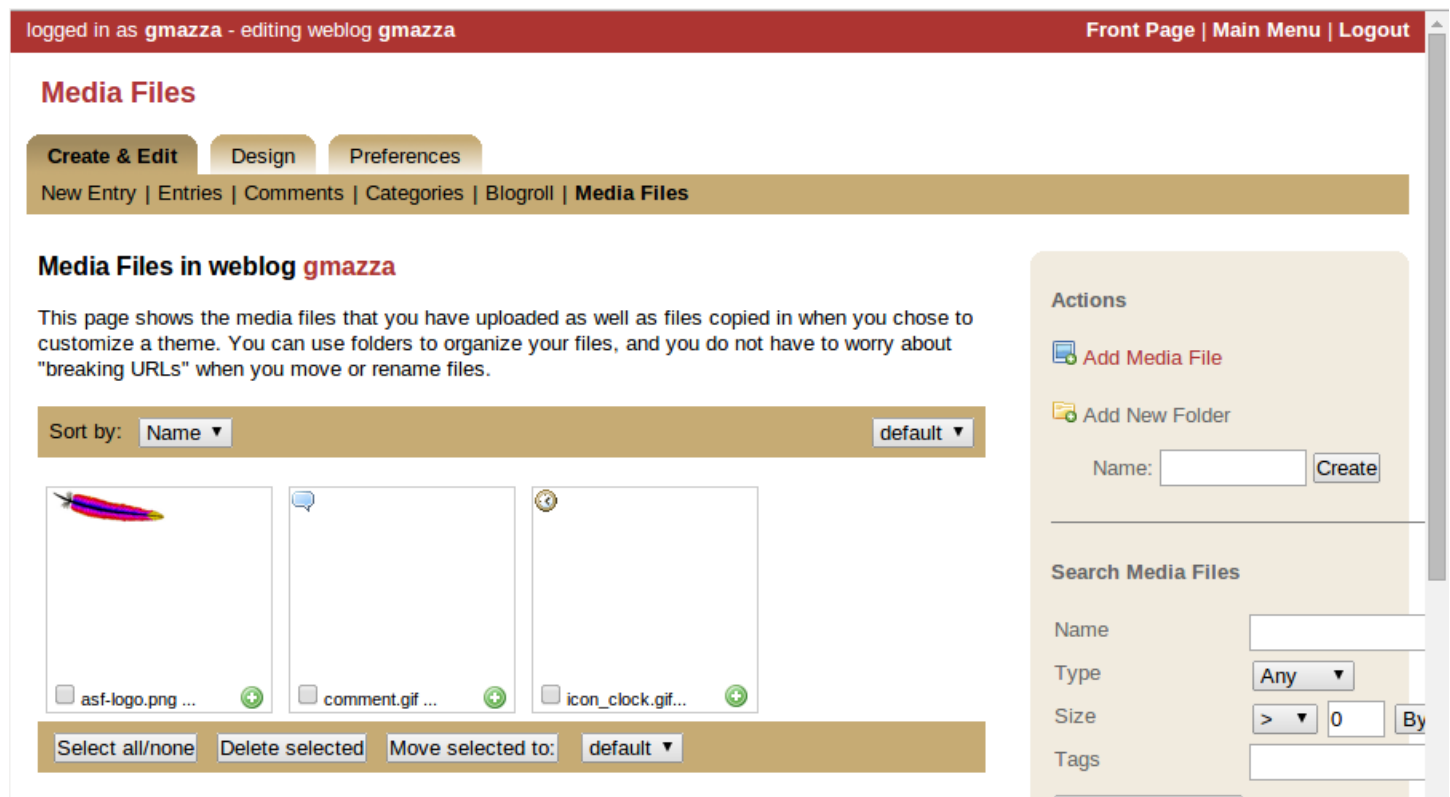 logged in as gmazza - editing weblog gmazza
Front Page | Main Menu | Logout
Media Files
Create & Edit
Design
Preferences
New Entry | Entries | Comments | Categories | Blogroll | Media Files
Media Files in weblog gmazza
This page shows the media files that you have uploaded as well as files copied in when you chose to
customize a theme. You can use folders to organize your files, and you do not have to worry about
"breaking URLs" when you move or rename files.
Sort by: Name
default
asf-logo.png ...
comment.gif ...
icon_clock.gif...
Select all/none
Delete selected
Move selected to:
default
Actions
Add Media File
Add New Folder
Name:
Create
Search Media Files
Name
Type
Any
Size
> 0 By
Tags